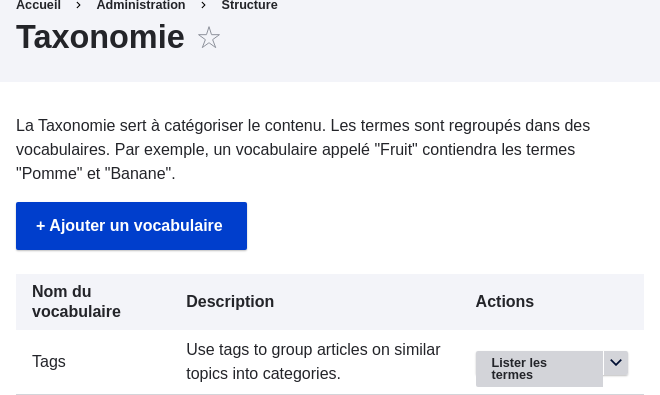 Accueil > Administration > Structure
Taxonomie
La Taxonomie sert à catégoriser le contenu. Les termes sont regroupés dans des
vocabulaires. Par exemple, un vocabulaire appelé "Fruit" contiendra les termes
"Pomme" et "Banane".
+ Ajouter un vocabulaire
Nom du
vocabulaire
Description
Actions
Tags
Use tags to group articles on similar
topics into categories.
Lister les
termes